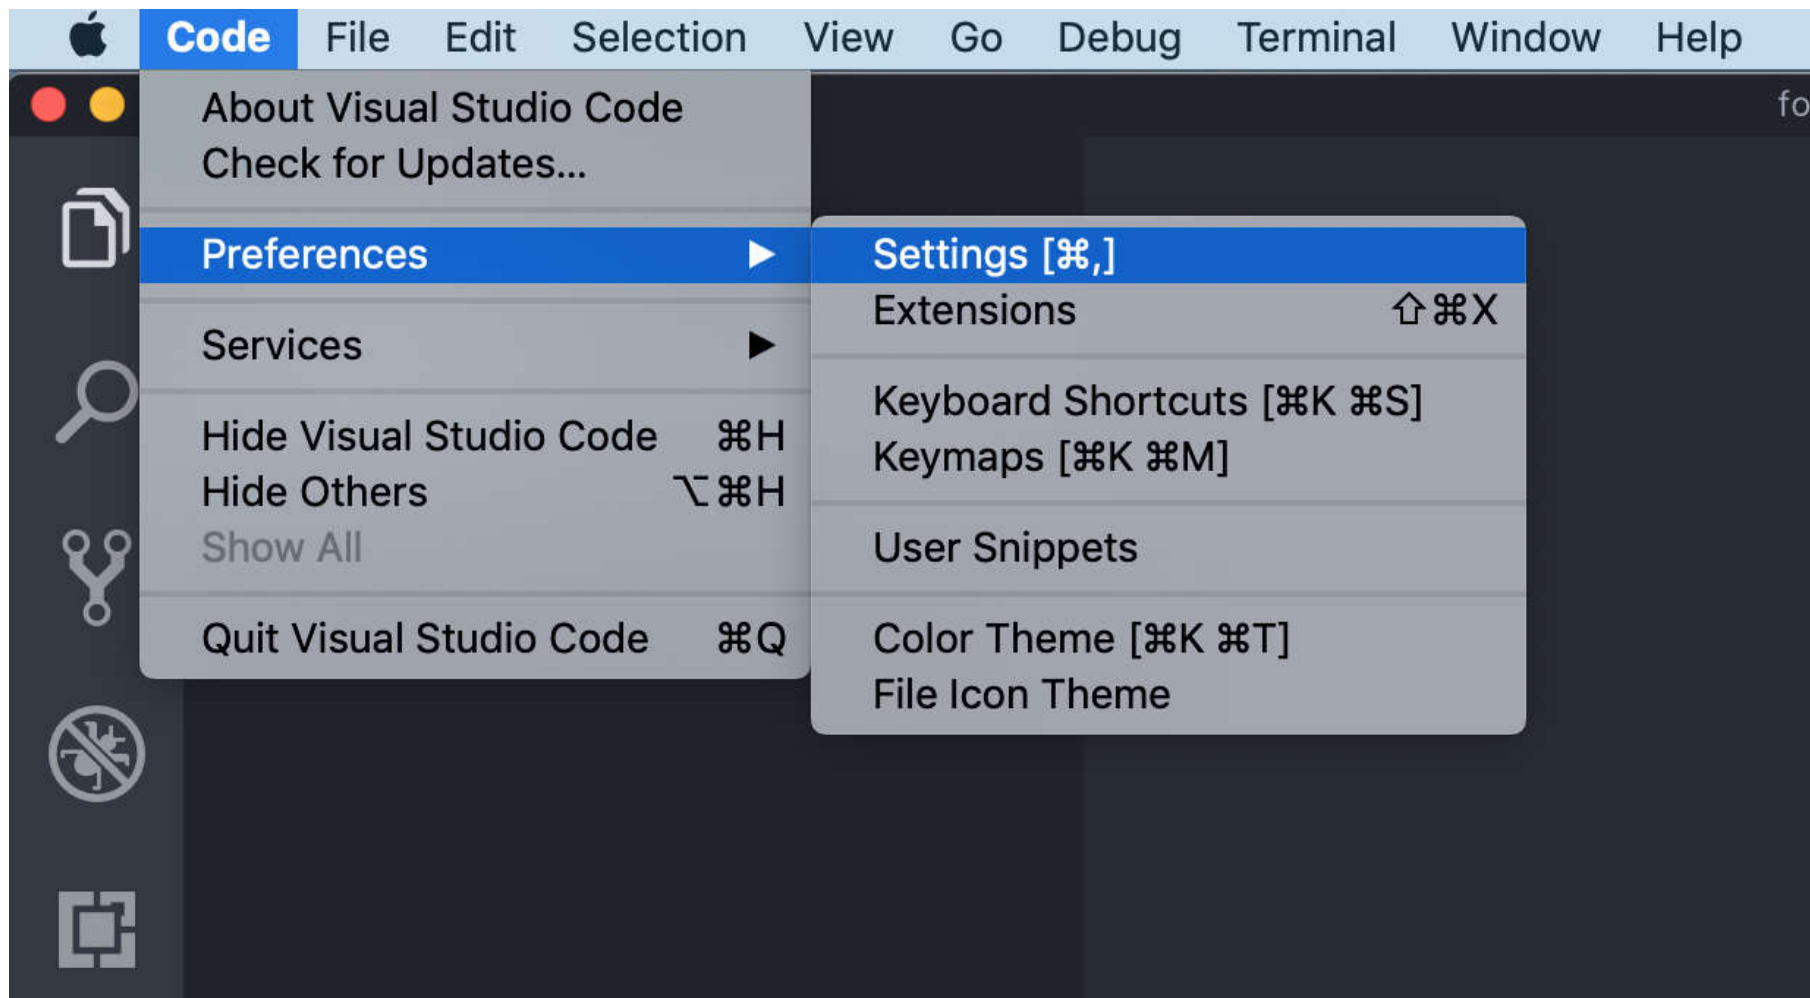 Code File Edit Selection View Go Debug Terminal Window Help
fo
About Visual Studio Code
Check for Updates...
Preferences
Services
Hide Visual Studio Code ⌘H
Hide Others ⌥⌘H
Show All
Quit Visual Studio Code ⌘Q
Settings [⌘,]
Extensions ⇧⌘X
Keyboard Shortcuts [⌘K ⌘S]
Keymaps [⌘K ⌘M]
User Snippets
Color Theme [⌘K ⌘T]
File Icon Theme